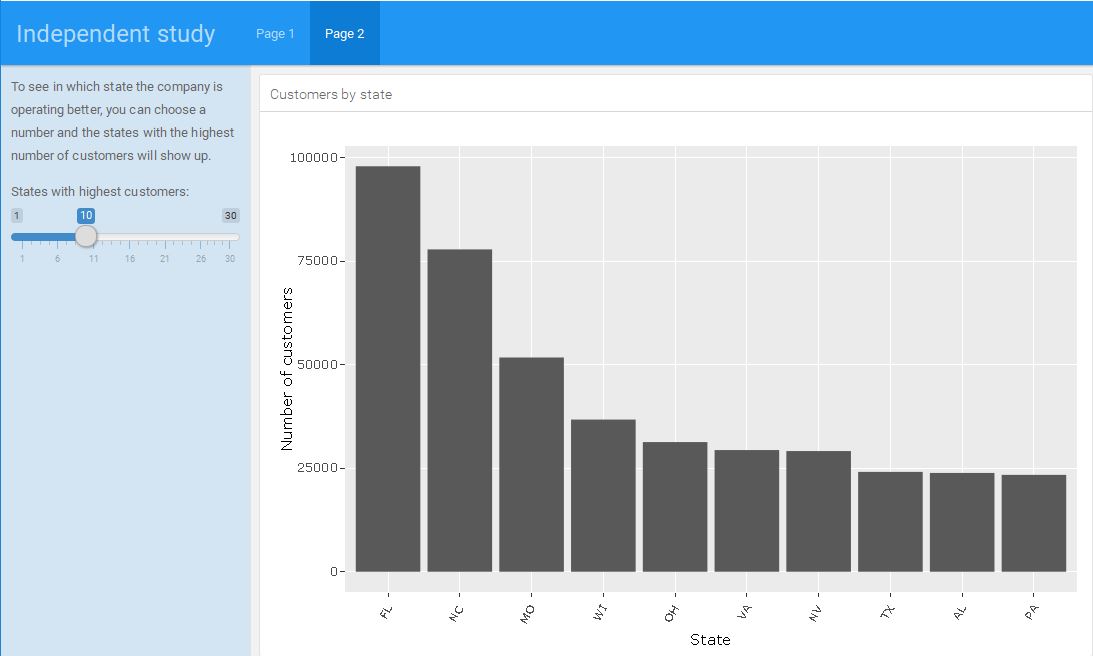 Independent study
Page 1
Page 2
To see in which state the company is
operating better, you can choose a
number and the states with the highest
number of customers will show up.
States with highest customers:
1 10 30
1 6 11 16 21 26 30
Customers by state
Number of customers
100000
75000
50000
25000
0
FL NC MO WI OH VA NV TX AL PA
State